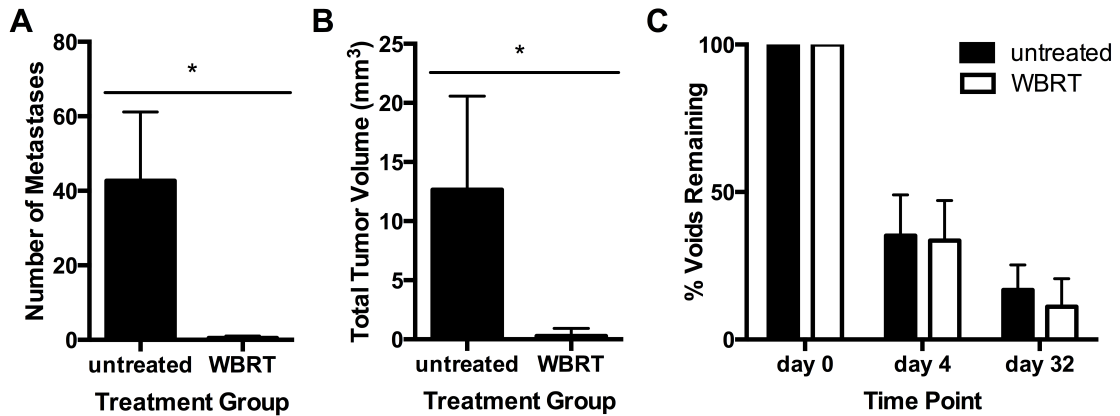 A
Number of Metastases
80
60
40
20
0
*
untreated WBRT
Treatment Group
B
Total Tumor Volume (mm³)
25
20
15
10
5
0
*
untreated WBRT
Treatment Group
C
% Voids Remaining
100
50
0
untreated
WBRT
day 0 day 4 day 32
Time Point